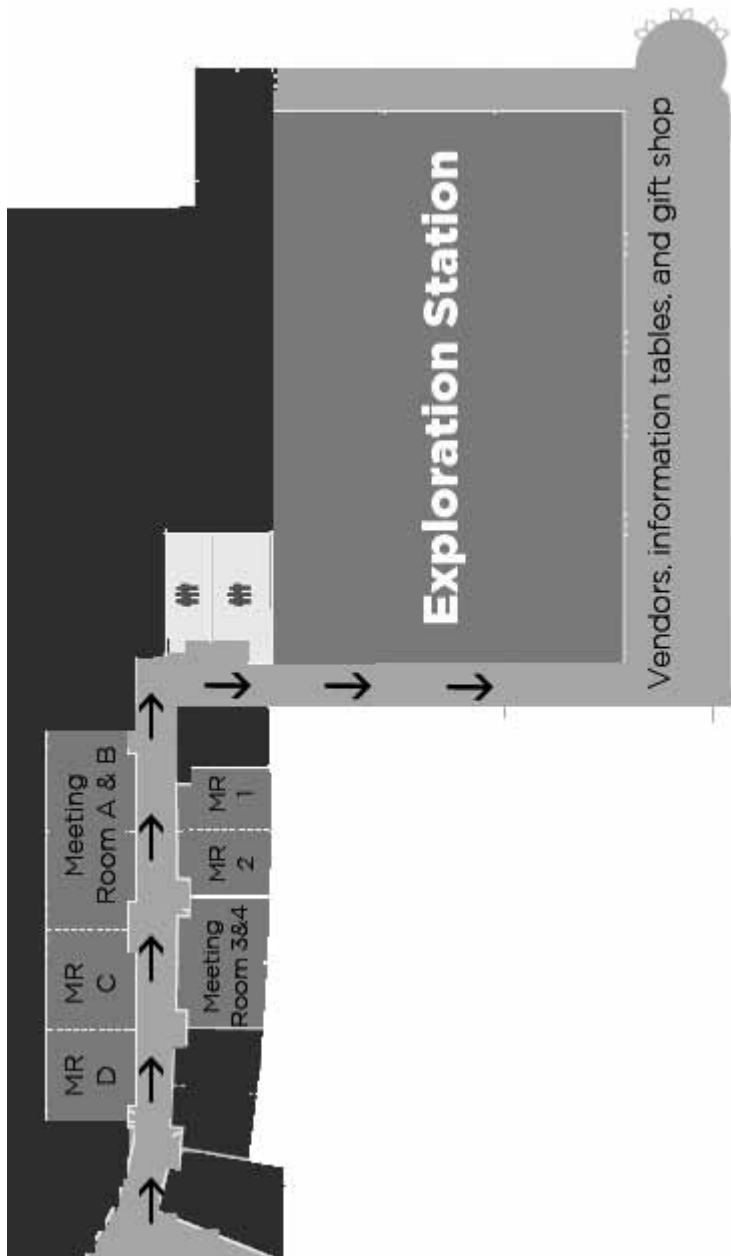 Exploration Station
Vendors, information tables, and gift shop
Meeting
Room A & B
MR
C
MR
D
MR
1
MR
2
Meeting
Room 3&4